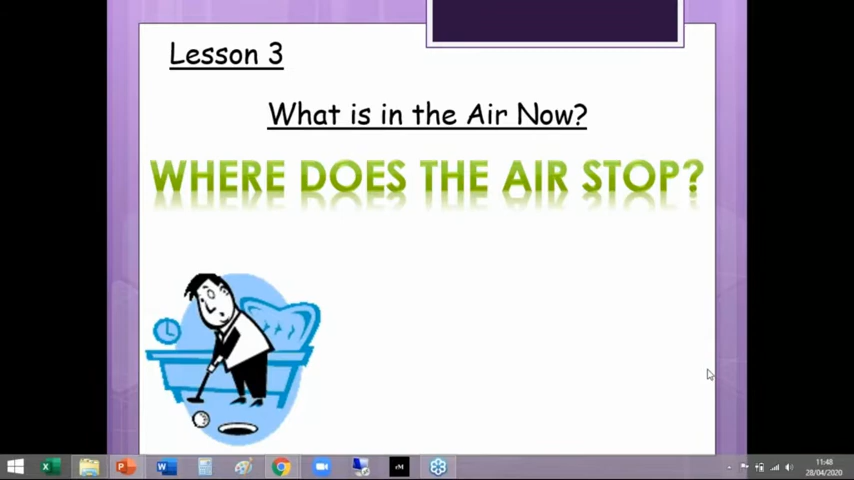 Lesson 3
What is in the Air Now?
WHERE DOES THE AIR STOP?
11:48
28/04/2020